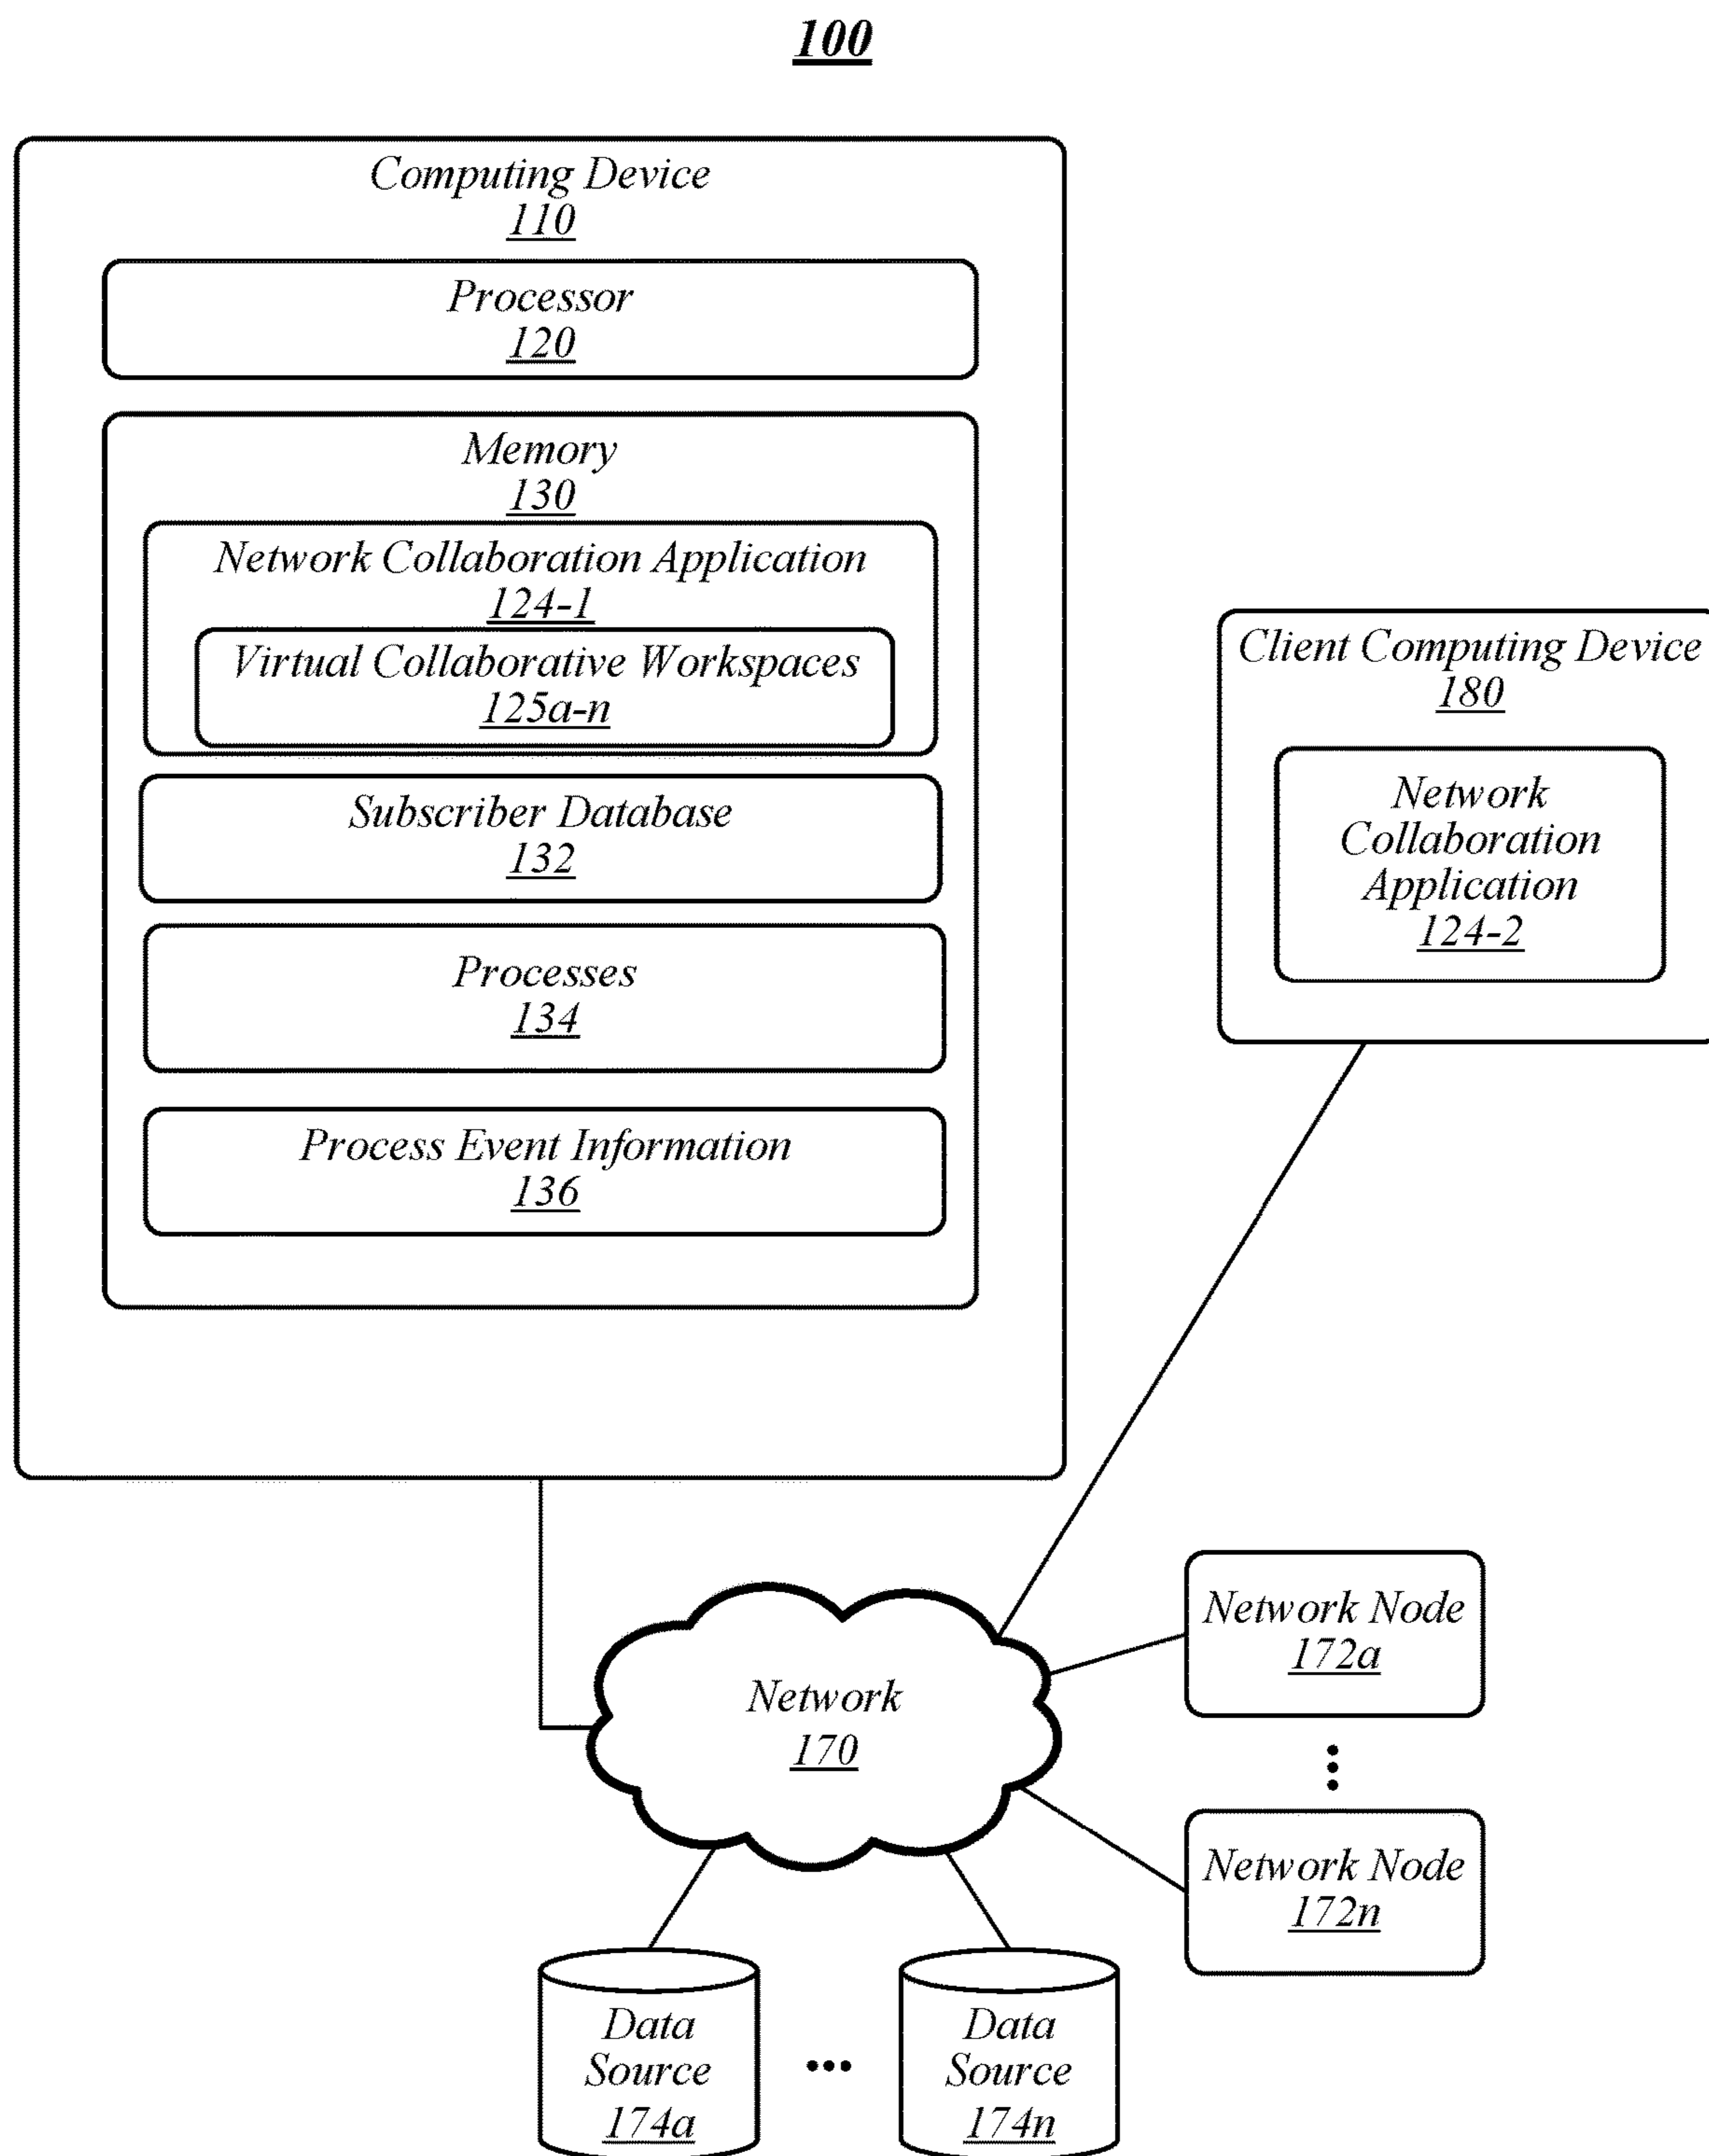 100
Computing Device
110
Processor
120
Memory
130
Network Collaboration Application
124-1
Virtual Collaborative Workspaces
125a-n
Subscriber Database
132
Processes
134
Process Event Information
136
Client Computing Device
180
Network
Collaboration
Application
124-2
Network
170
Network Node
172a
Network Node
172n
Data
Source
174a
Data
Source
174n